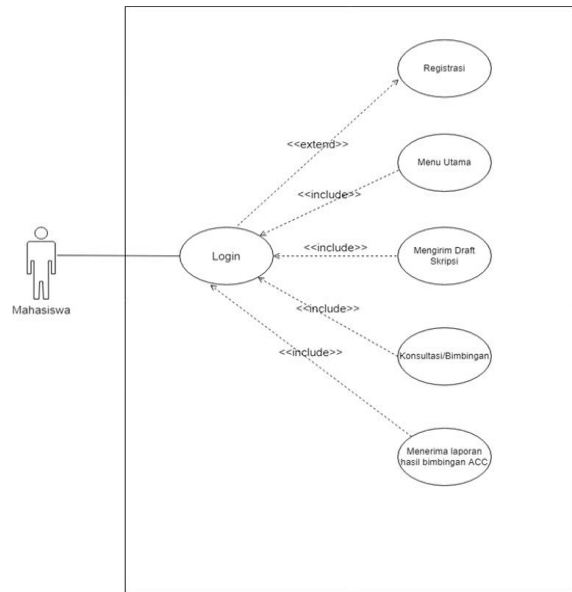 Registrasi
<<extend>>
Menu Utama
<<include>>
Mengirim Draft
Skripsi
<<include>>
Login
Mahasiswa
<<include>>
Konsultasi/Bimbingan
<<include>>
Menerima laporan
hasil bimbingan ACC